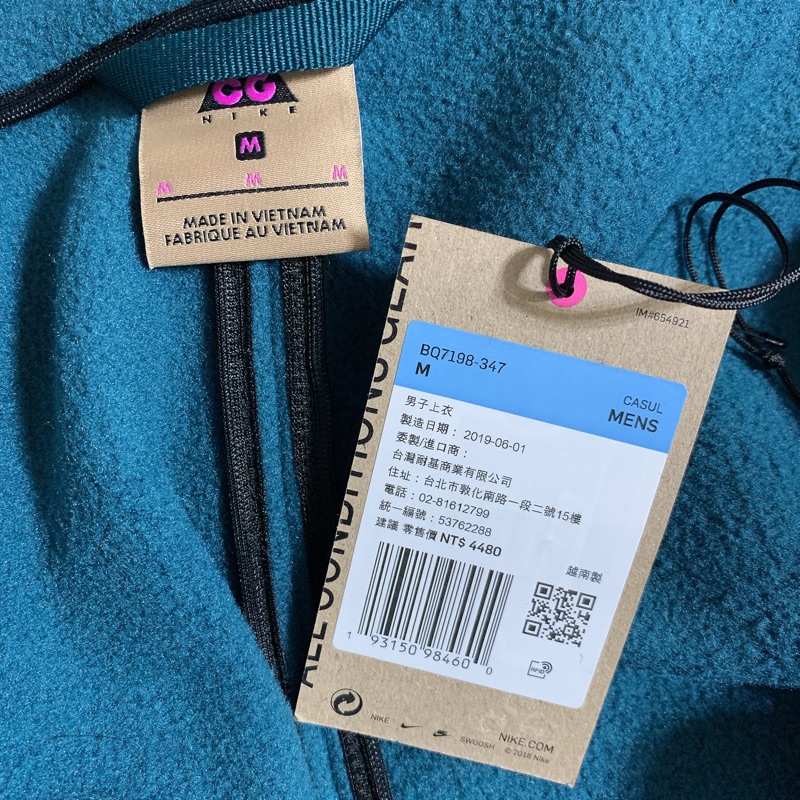 CG
NIKE
M
M M M
MADE IN VIETNAM
FABRIQUE AU VIETNAM
ALL CONDITIONS GEAR
IM#654921
BQ7198-347
M
CASUL
MENS
男子上衣
製造日期： 2019-06-01
委製/進口商：
台灣耐基商業有限公司
住址：台北市敦化南路一段二號15樓
電話：02-81612799
統一編號：53762288
建議 零售價 NT$ 4480
越南製
1 93150 98460 0
RFID
NIKE
SWOOSH
NIKE.COM
© 2018 Nike